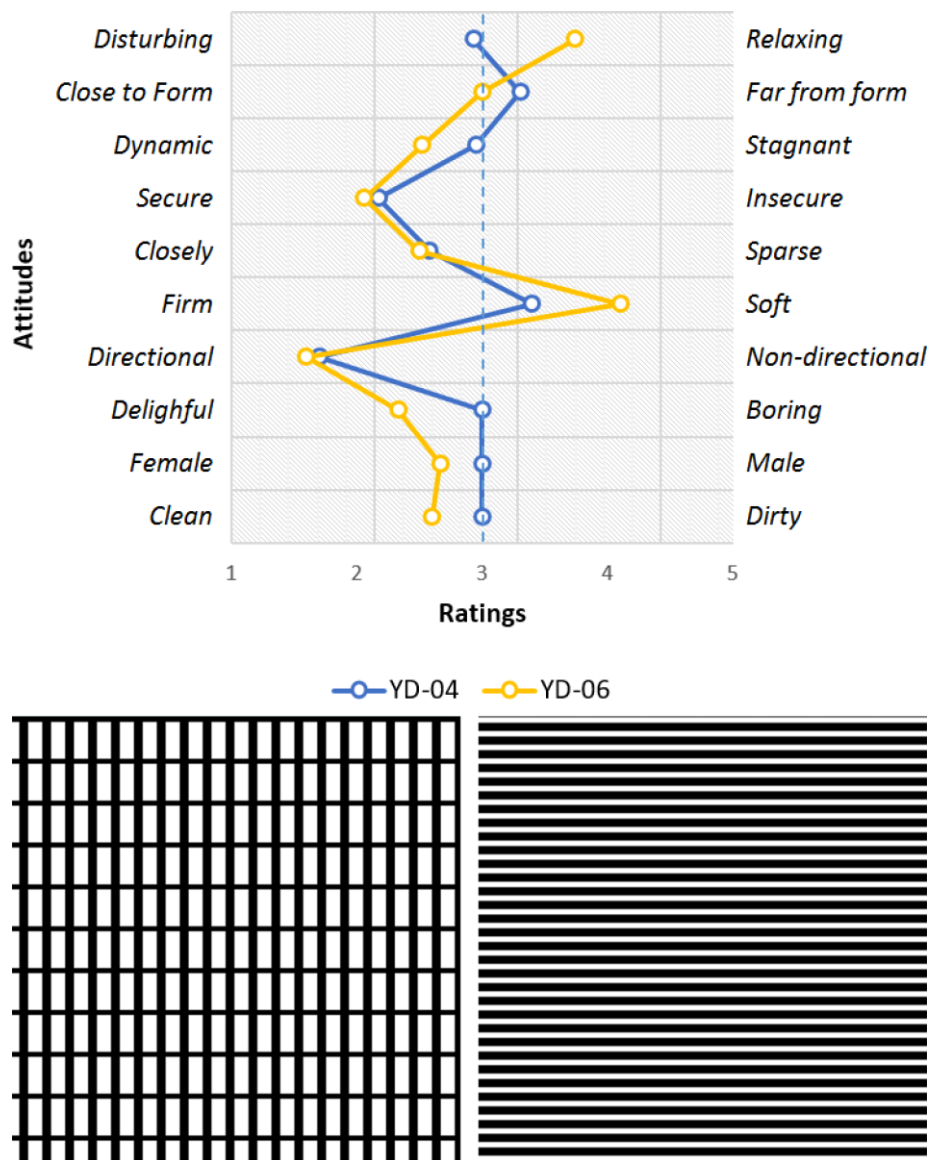 Disturbing Relaxing
Close to Form Far from form
Dynamic Stagnant
Secure Insecure
Closely Sparse
Firm Soft
Directional Non-directional
Delighful Boring
Female Male
Clean Dirty
Attitudes
1 2 3 4 5
Ratings
YD-04 YD-06